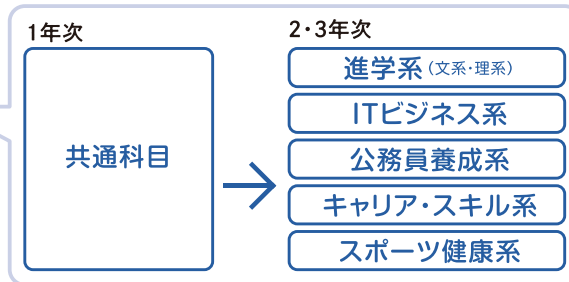 1年次
共通科目
2・3年次
進学系（文系・理系）
ITビジネス系
公務員養成系
キャリア・スキル系
スポーツ健康系